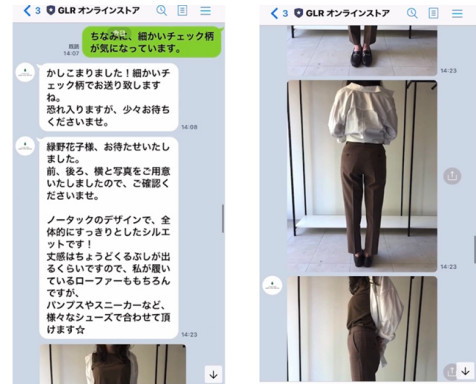 3 GLR オンラインストア
ちなみに、細かいチェック柄
が気になっています。
既読
14:07
かしこまりました！細かいチ
ェック柄でお送り致します
ね。
恐れ入りますが、少々お待ち
くださいませ。
14:08
緑野花子様、お待たせいたし
ました。
前、後ろ、横と写真をご用意
いたしましたので、ご確認く
ださいませ。
ノータックのデザインで、全
体的にすっきりとしたシルエ
ットです！
丈感はちょうどくるぶしが出
るくらいですので、私が履い
ているローファーももちろん
ですが、
パンプスやスニーカーなど、
様々なシューズで合わせて頂
けます☆
14:23
3 GLR オンラインストア
14:23
14:23